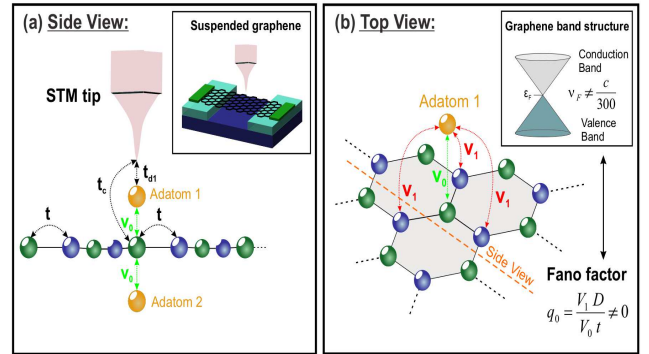 (a) Side View:
Suspended graphene
STM tip
t_c
t_d1
Adatom 1
t
V_0
t
V_0
Adatom 2
(b) Top View:
Graphene band structure
Conduction
Band
ε_F
ν_F ≠ c/300
Valence
Band
Adatom 1
V_1
V_0
V_1
V_1
Side View
Fano factor
q_0 = V_1 D / V_0 t ≠ 0